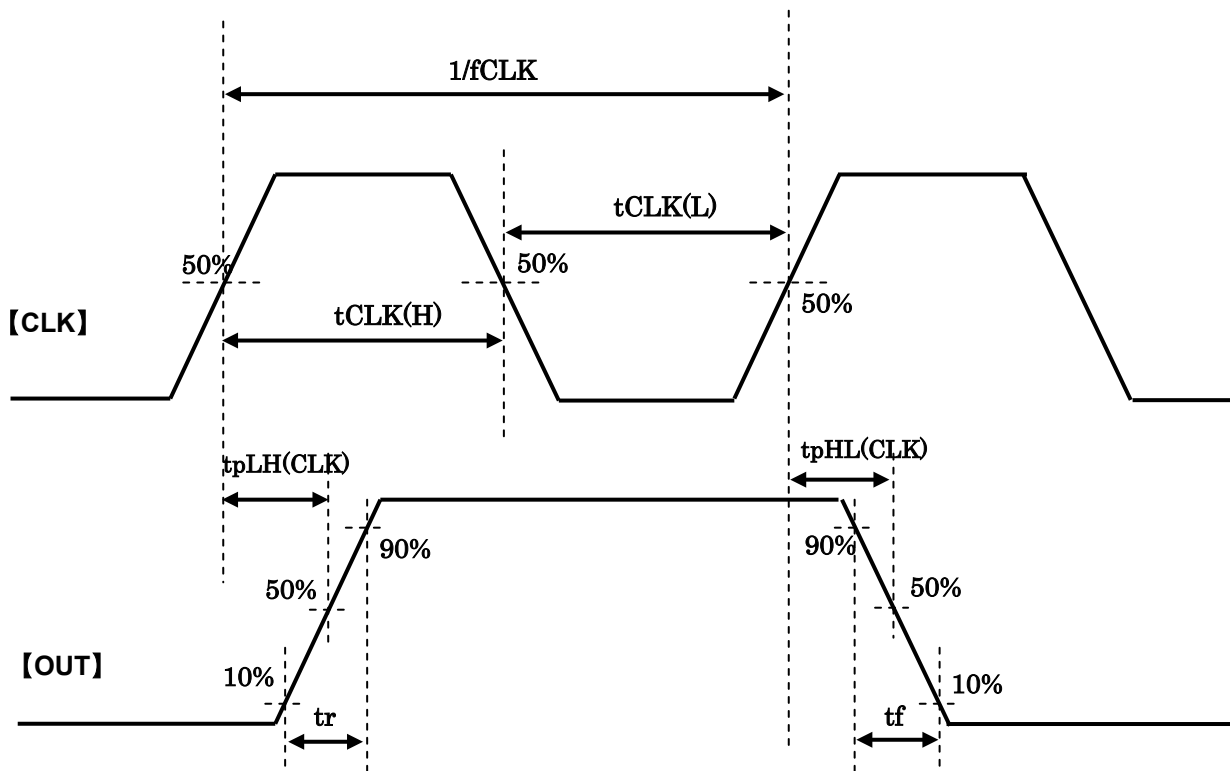 1/fCLK
tCLK(L)
50%
50%
50%
tCLK(H)
【CLK】
tpLH(CLK)
tpHL(CLK)
90%
90%
50%
50%
【OUT】
10%
10%
tr
tf